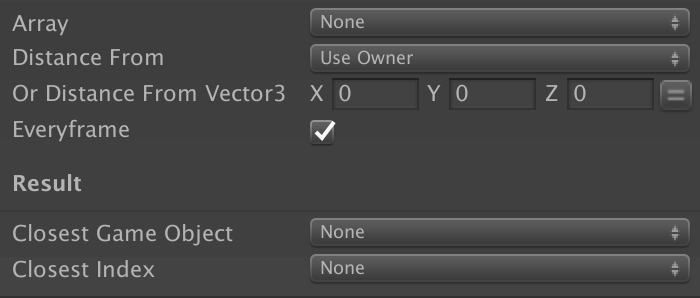 Array None
Distance From Use Owner
Or Distance From Vector3 X 0 Y 0 Z 0
Everyframe
Result
Closest Game Object None
Closest Index None